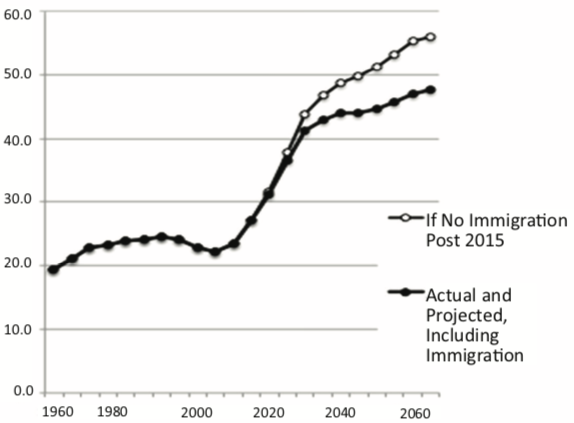 60.0
50.0
40.0
30.0
20.0
10.0
0.0
1960 1980 2000 2020 2040 2060
If No Immigration
Post 2015
Actual and
Projected,
Including
Immigration